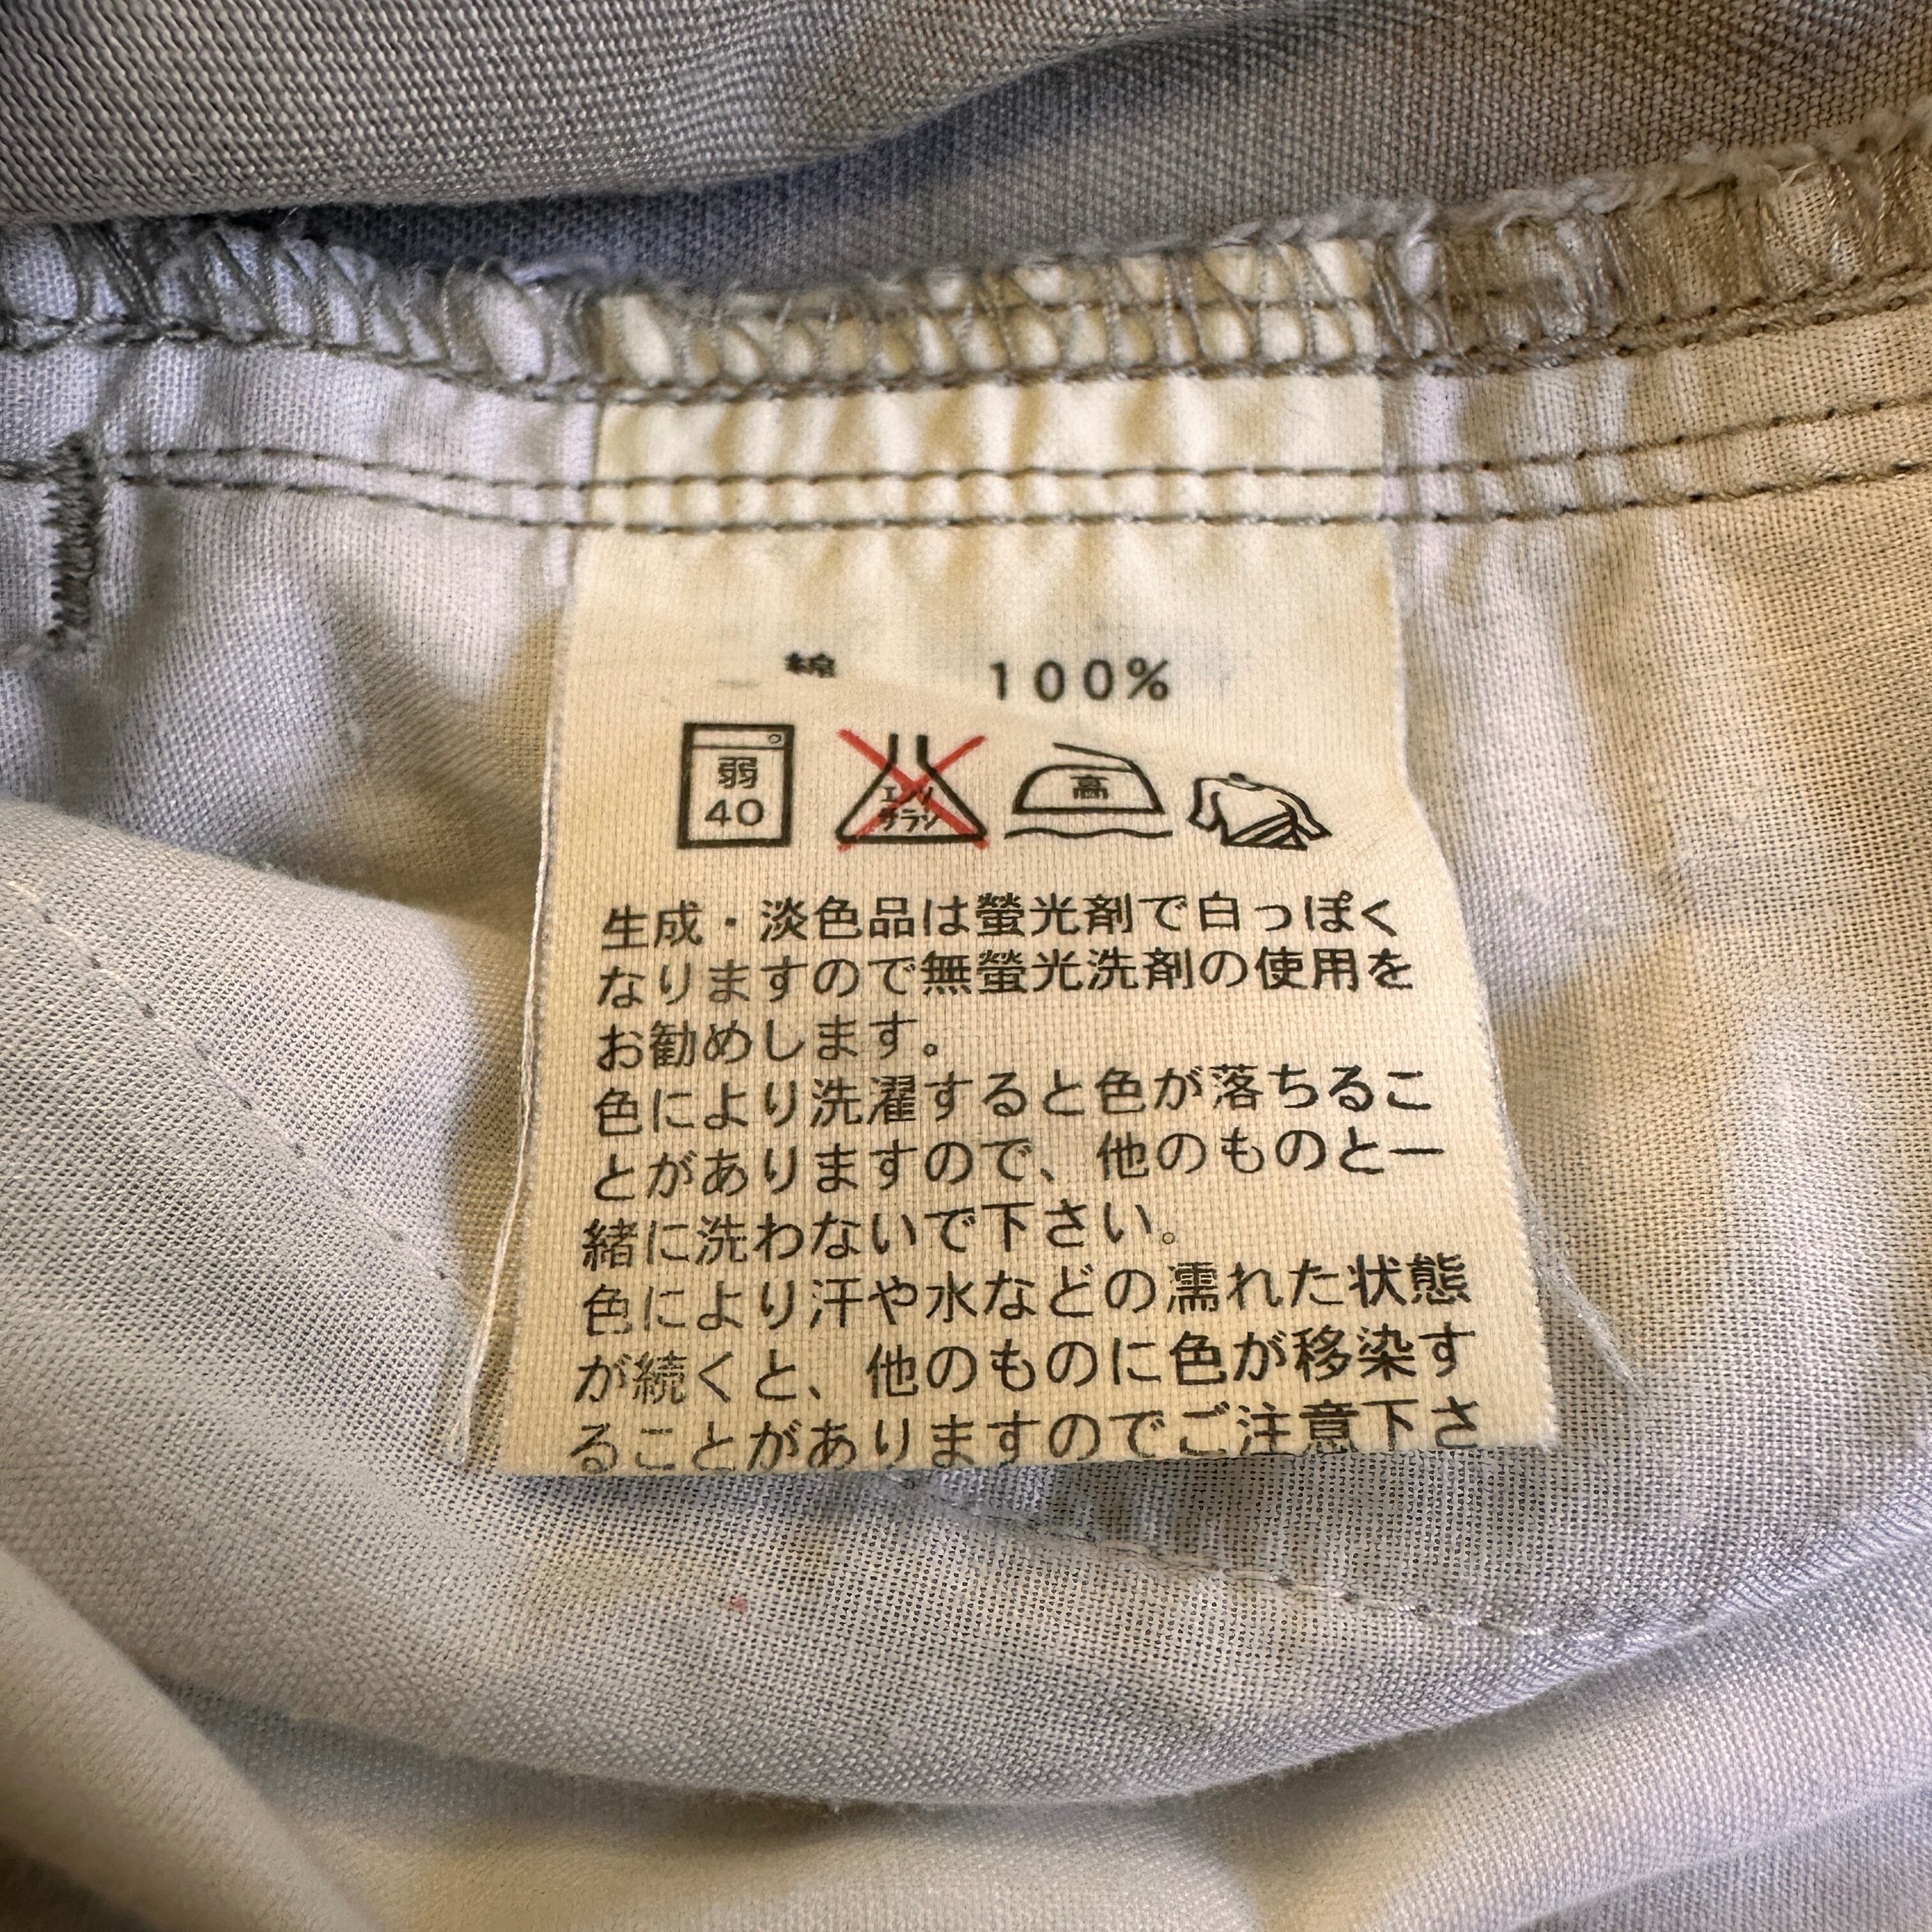 綿 100%
弱 エンソ 高
40 チラシ
生成・淡色品は螢光剤で白っぽく
なりますので無螢光洗剤の使用を
お勧めします。
色により洗濯すると色が落ちるこ
とがありますので、他のものと一
緒に洗わないで下さい。
色により汗や水などの濡れた状態
が続くと、他のものに色が移染す
ることがありますのでご注意下さ